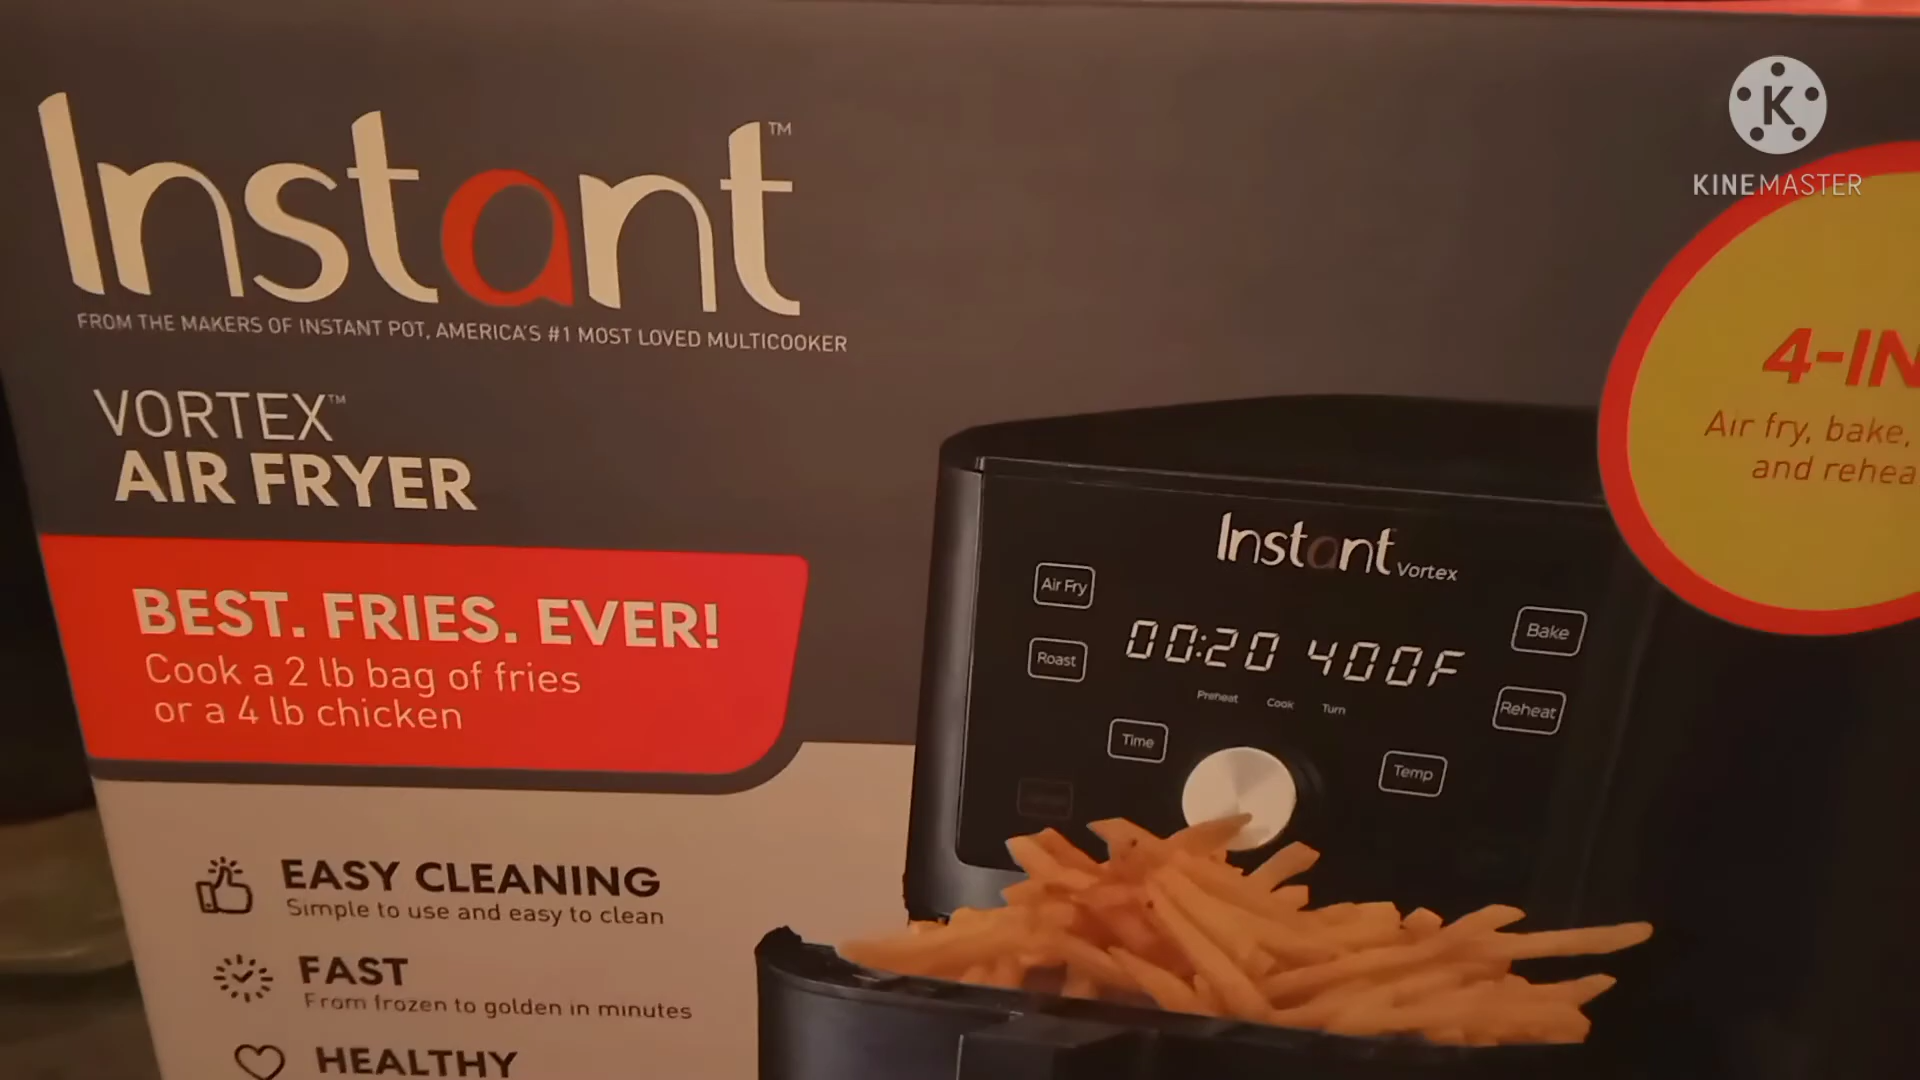 Instant™
FROM THE MAKERS OF INSTANT POT, AMERICA'S #1 MOST LOVED MULTICOOKER
VORTEX™
AIR FRYER
BEST. FRIES. EVER!
Cook a 2 lb bag of fries
or a 4 lb chicken
EASY CLEANING
Simple to use and easy to clean
FAST
From frozen to golden in minutes
HEALTHY
Instant Vortex
Air Fry
Roast
00:20 400F
Preheat Cook Turn
Bake
Reheat
Time
Temp
K
KINEMASTER
4-IN
Air fry, bake,
and rehea